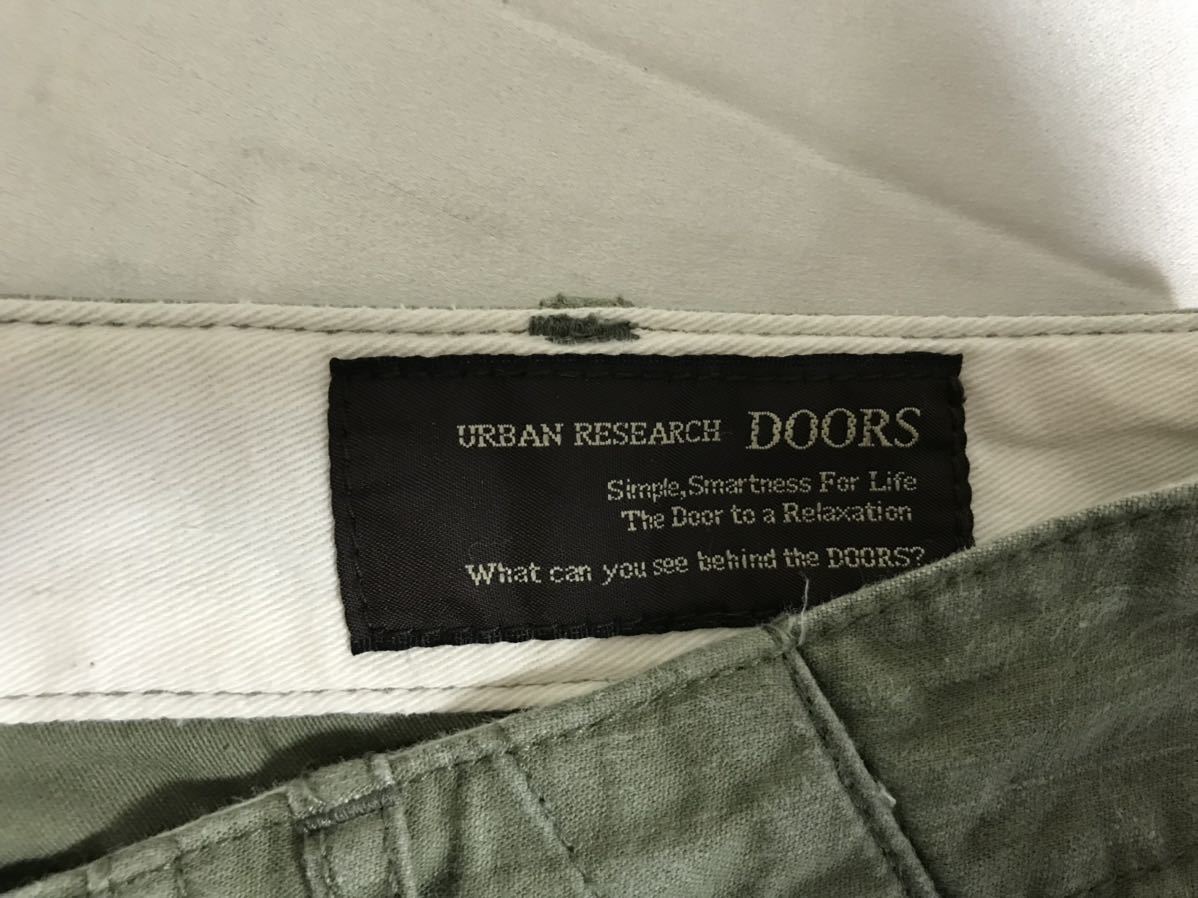 URBAN RESEARCH DOORS
Simple,Smartness For Life
The Door to a Relaxation
What can you see behind the DOORS?